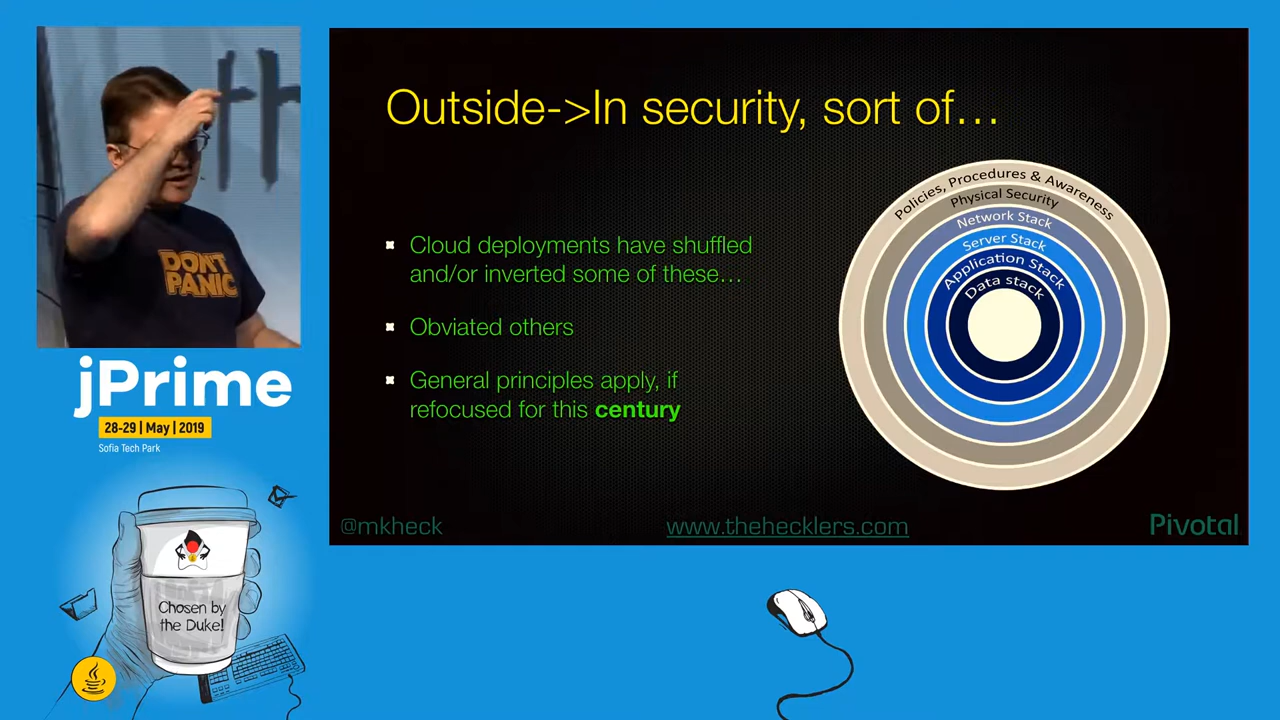 th
DON'T
PANIC
jPrime
28-29 | May | 2019
Sofia Tech Park
Chosen by
the Duke!
Outside->In security, sort of…
Cloud deployments have shuffled
and/or inverted some of these…
Obviated others
General principles apply, if
refocused for this century
Policies, Procedures & Awareness
Physical Security
Network Stack
Server Stack
Application Stack
Data stack
@mkheck
www.thehecklers.com
Pivotal